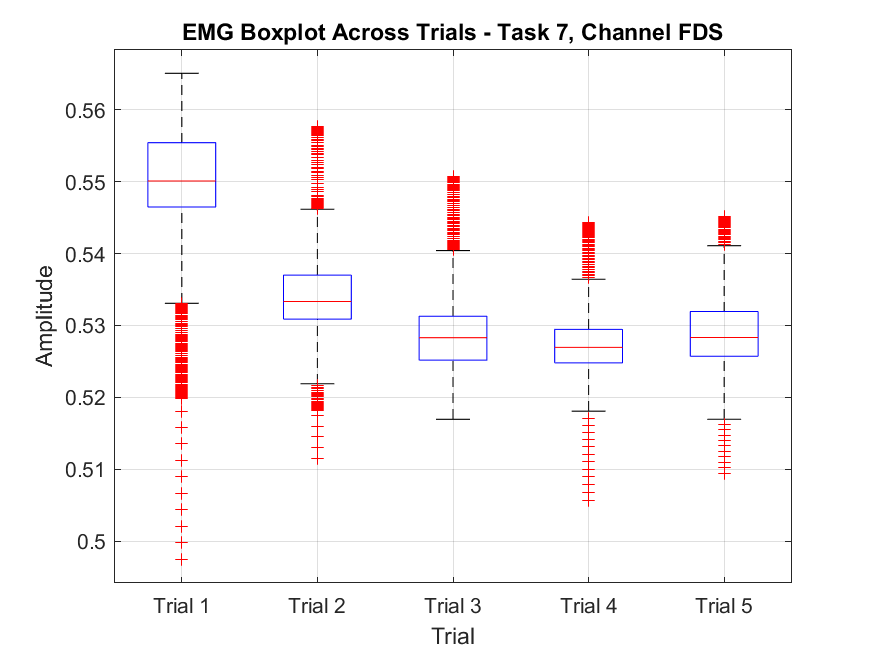 EMG Boxplot Across Trials - Task 7, Channel FDS
0.56
0.55
0.54
0.53
0.52
0.51
0.5
Amplitude
Trial 1 Trial 2 Trial 3 Trial 4 Trial 5
Trial